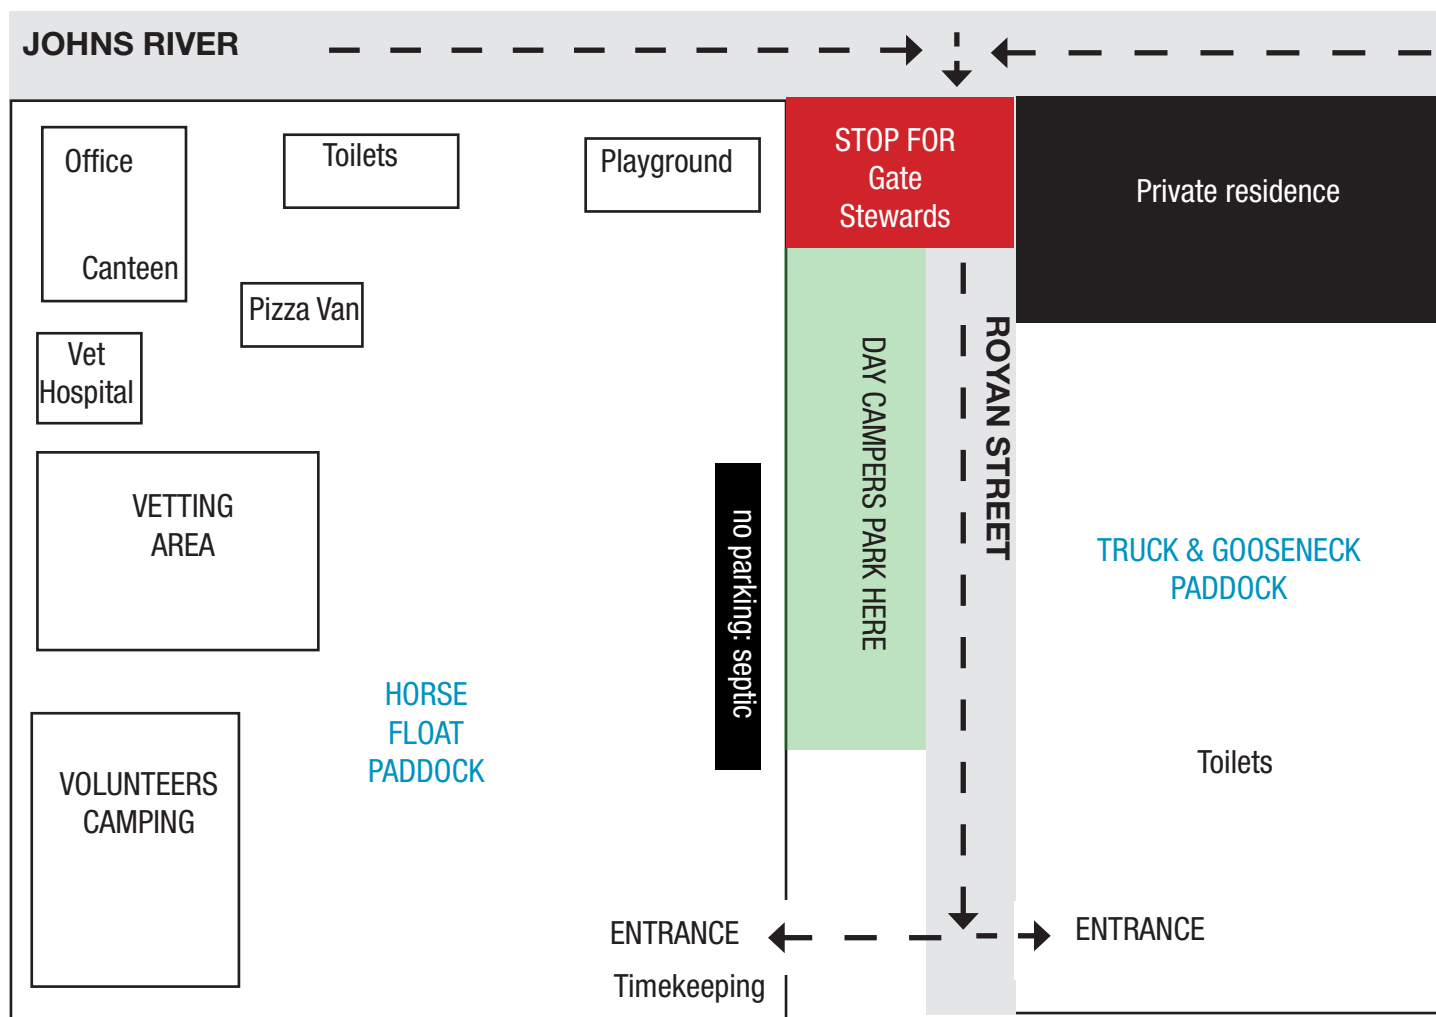 JOHNS RIVER
Office
Canteen
Toilets
Playground
STOP FOR
Gate
Stewards
Private residence
Pizza Van
Vet
Hospital
VETTING
AREA
HORSE
FLOAT
PADDOCK
VOLUNTEERS
CAMPING
no parking: septic
DAY CAMPERS PARK HERE
ROYAN STREET
TRUCK & GOOSENECK
PADDOCK
Toilets
ENTRANCE
Timekeeping
ENTRANCE